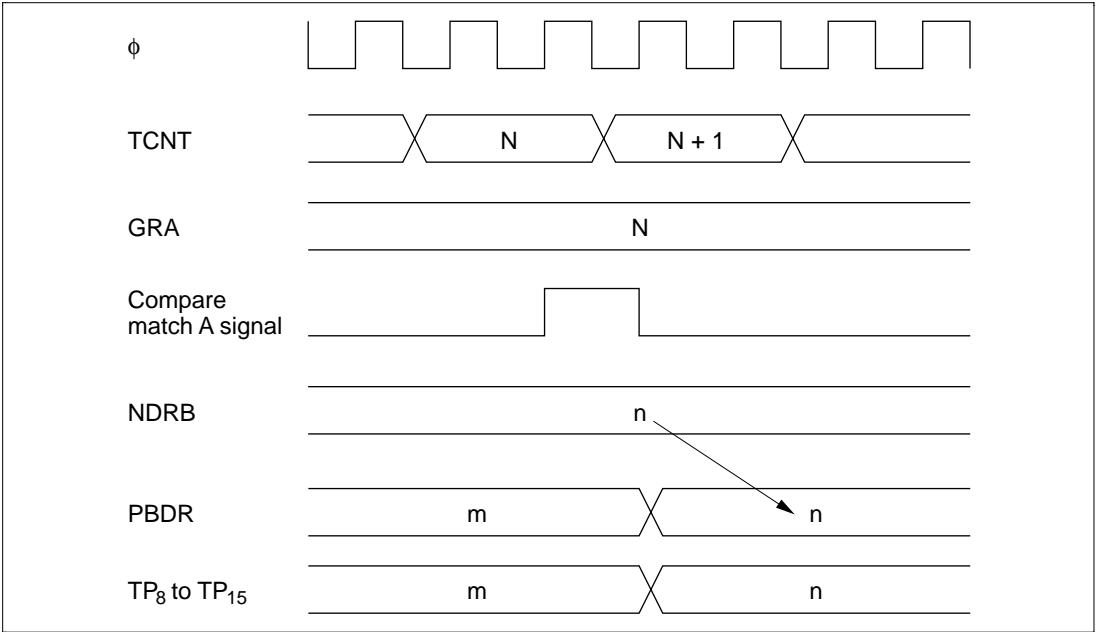 ϕ
TCNT N N + 1
GRA N
Compare
match A signal
NDRB n
PBDR m n
TP8 to TP15 m n